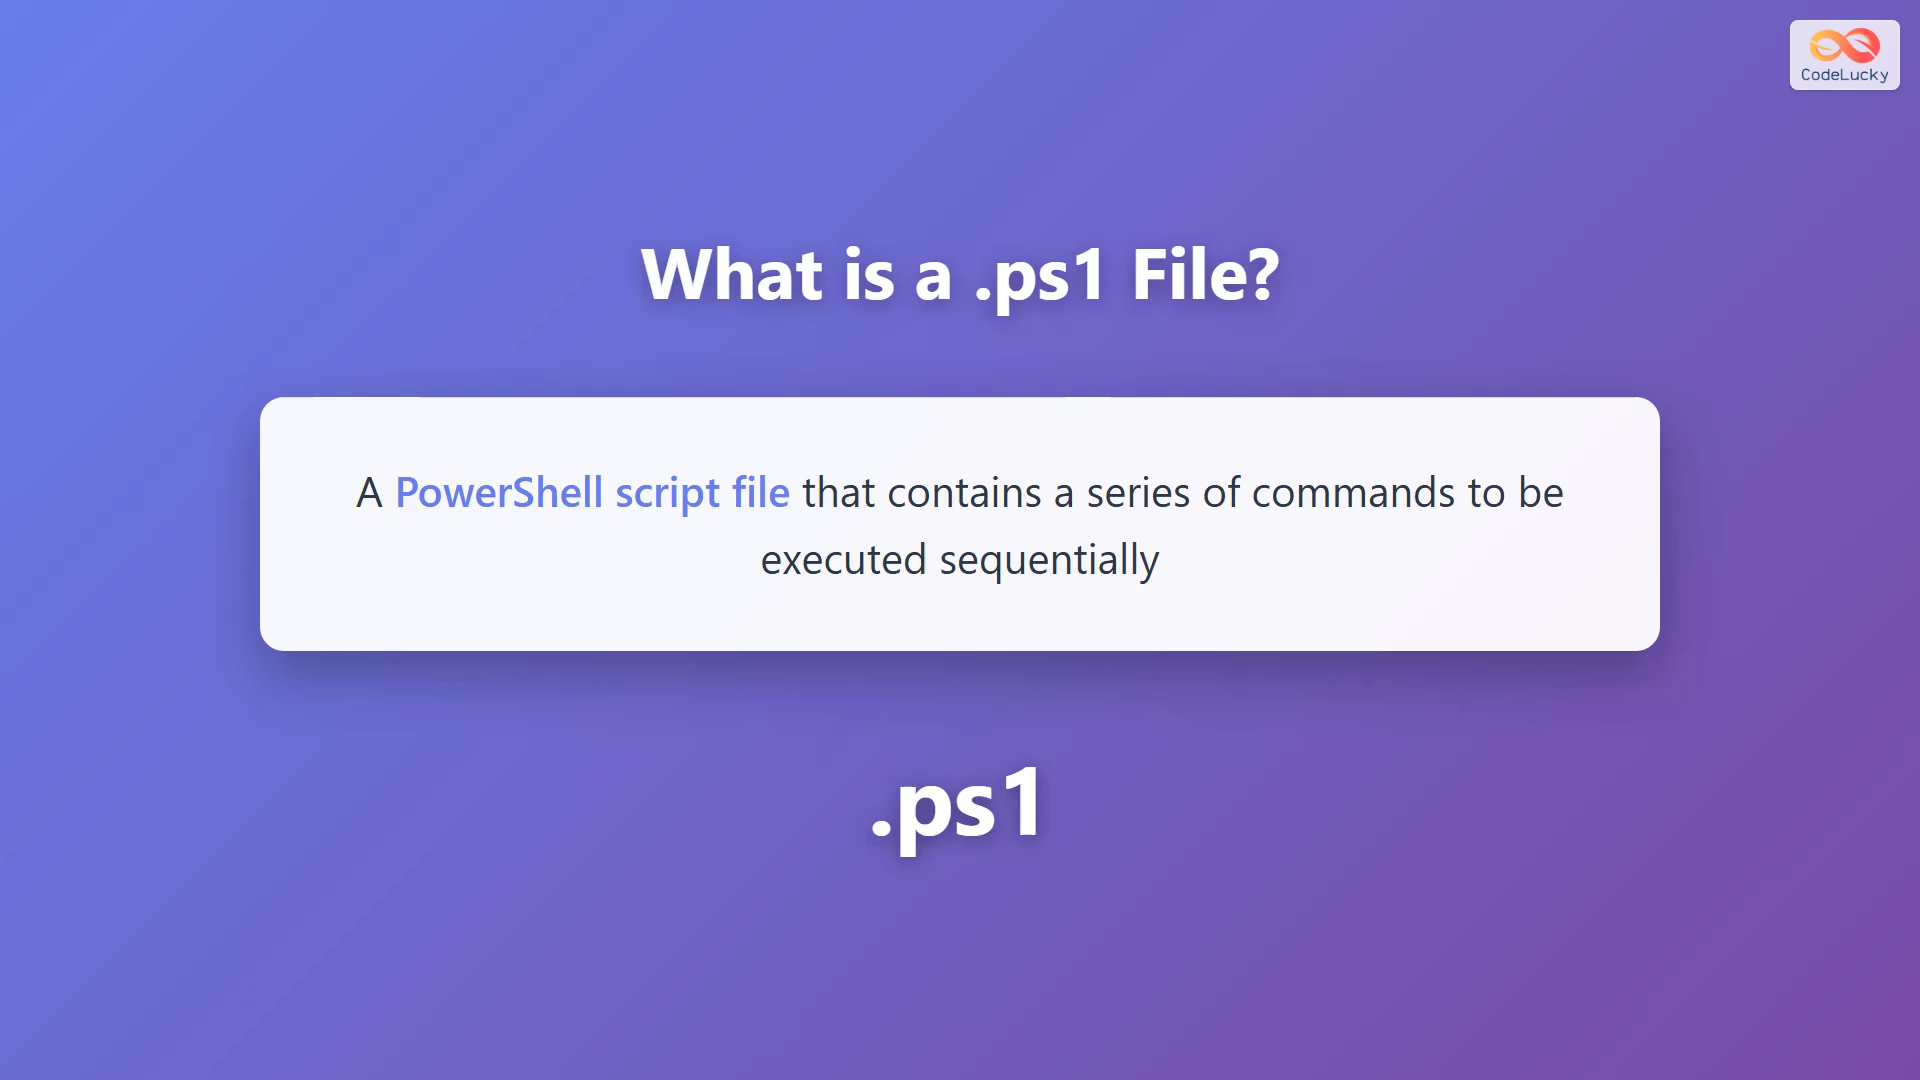 CodeLucky
What is a .ps1 File?
A PowerShell script file that contains a series of commands to be
executed sequentially
.ps1